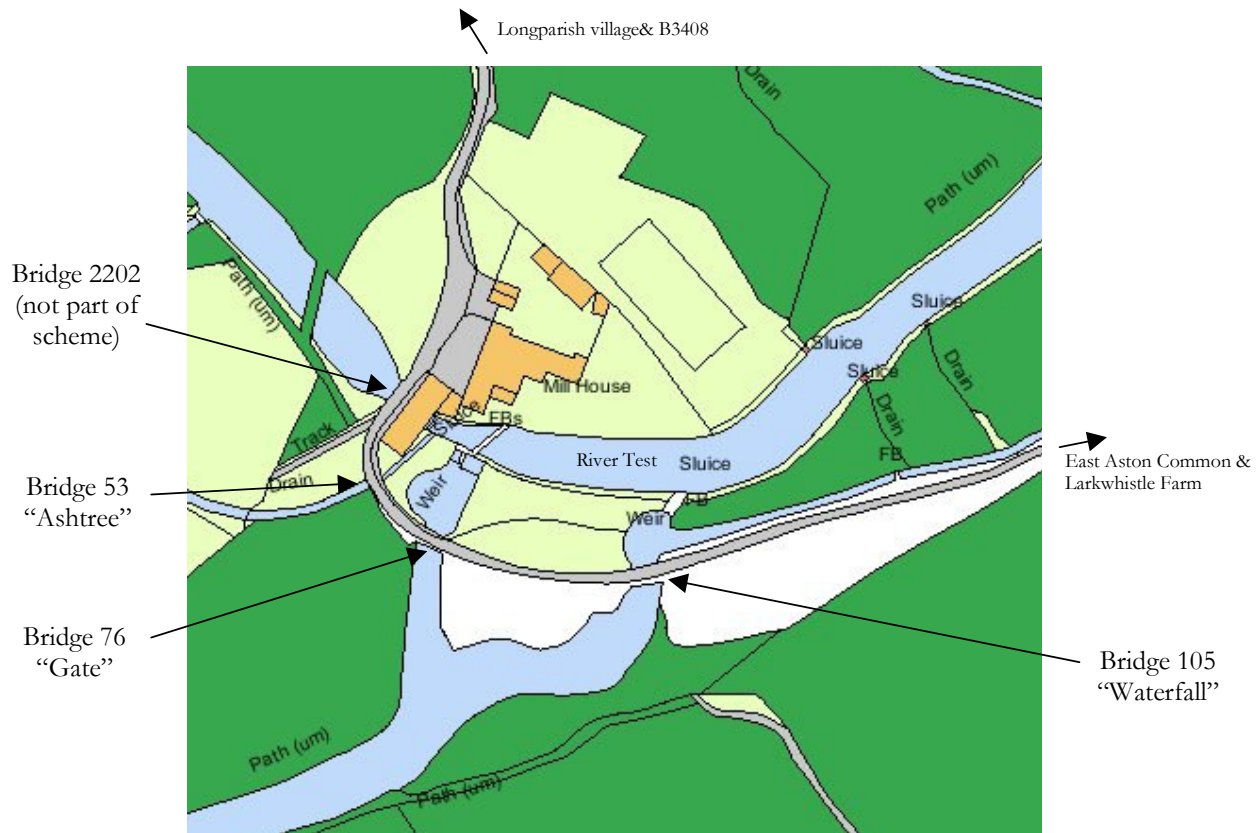 Longparish village& B3408
Drain
Path (um)
Bridge 2202
(not part of
scheme)
Path (um)
Sluice
Sluice
Sluice
Drain
Mill House
Drain
Sluice
FBs
Track
River Test
Sluice
FB
East Aston Common &
Larkwhistle Farm
Drain
Bridge 53
“Ashtree”
Weir
FB
Weir
Bridge 76
“Gate”
Bridge 105
“Waterfall”
Path (um)
Path (um)